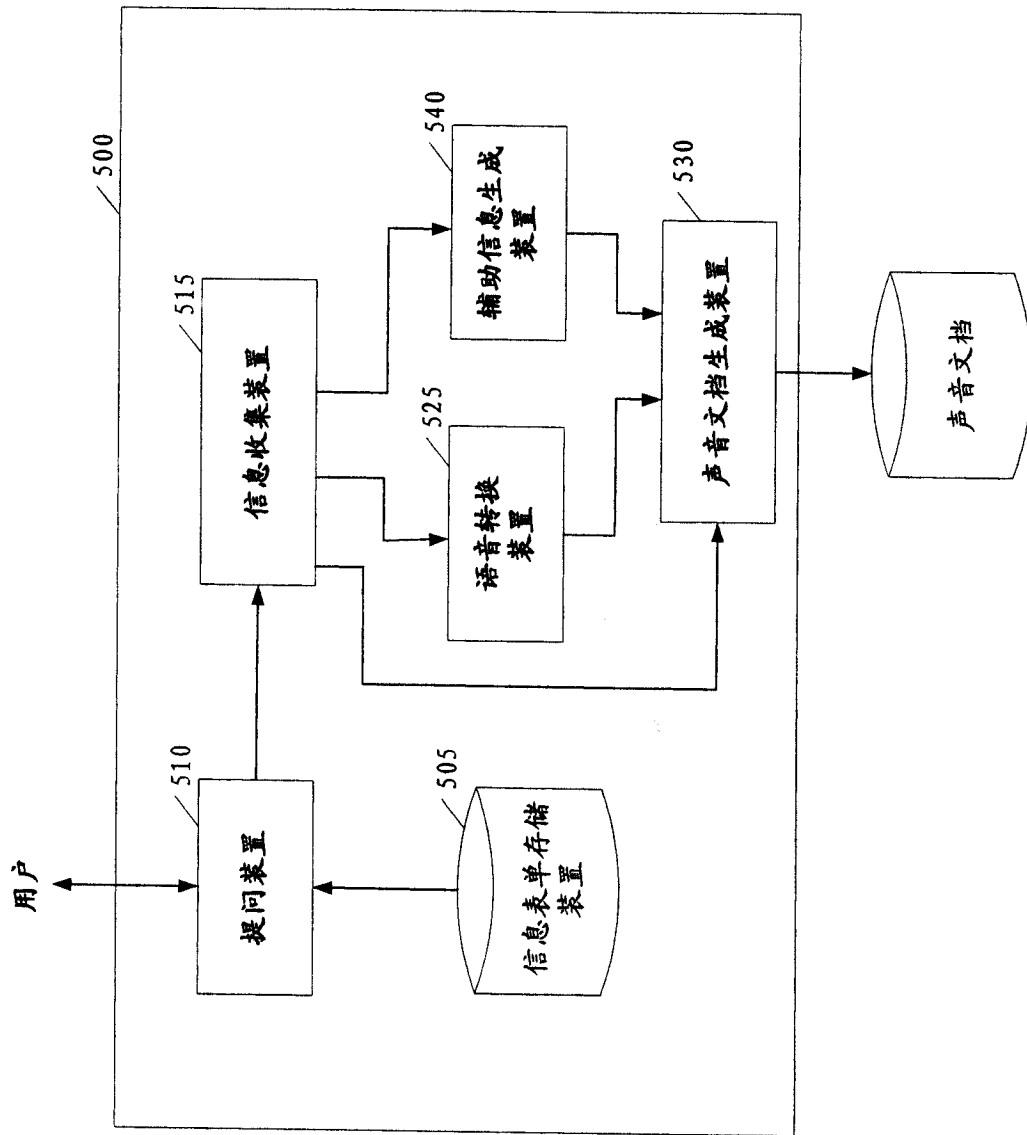 500
用户
510
提问装置
515
信息收集装置
505
信息表单存储
装置
525
语音转换
装置
540
辅助信息生成
装置
530
声音文档生成装置
声音文档